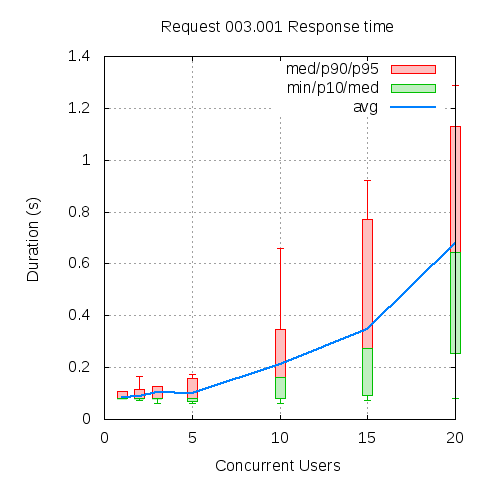 Request 003.001 Response time
med/p90/p95
min/p10/med
avg
1.4
1.2
1
0.8
0.6
0.4
0.2
0
Duration (s)
0 5 10 15 20
Concurrent Users